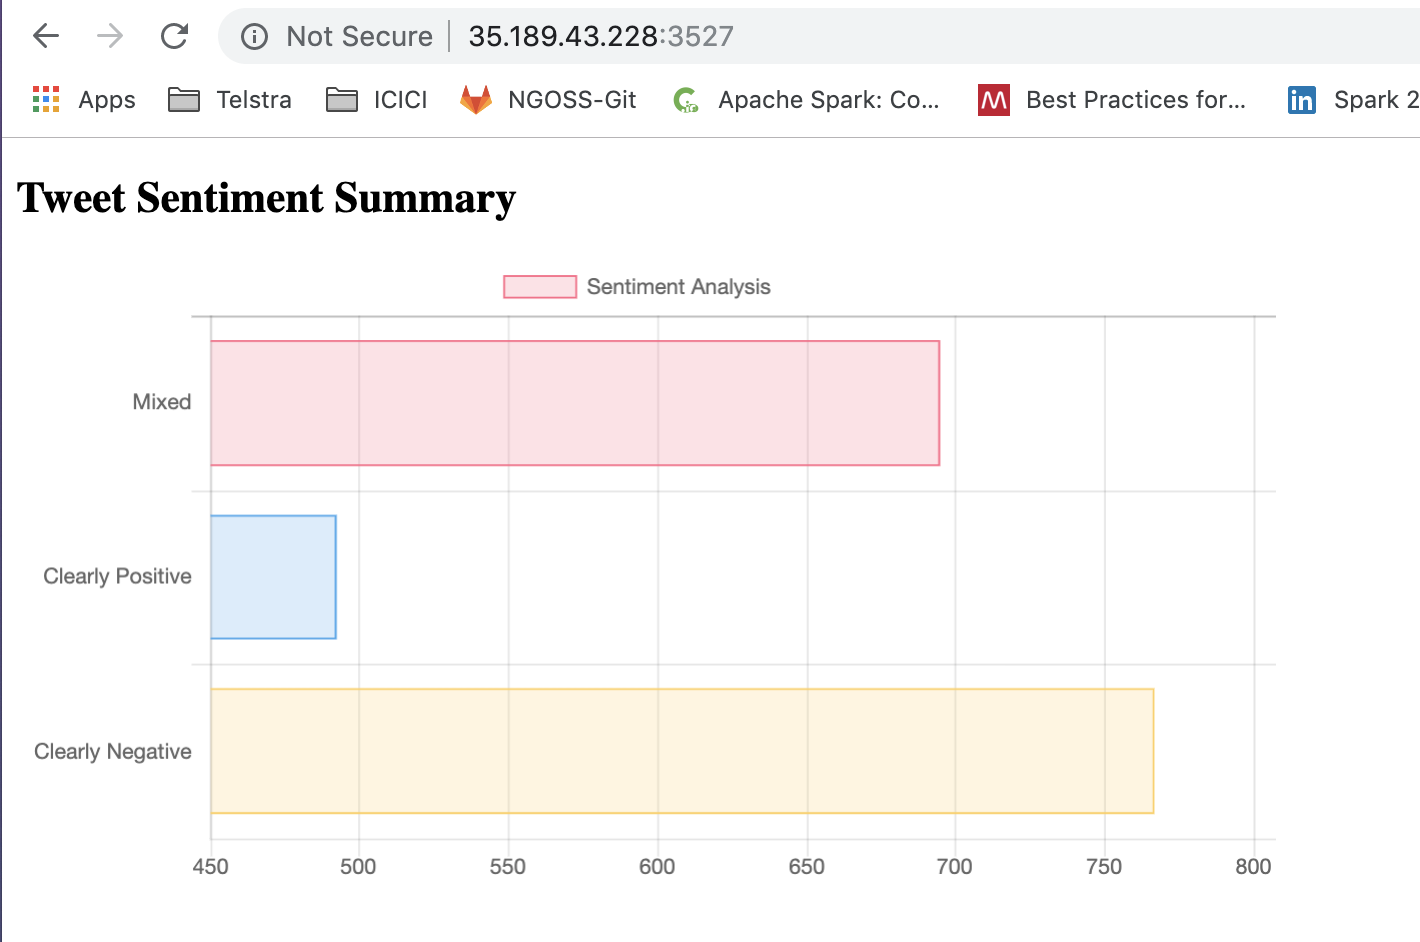 Not Secure 35.189.43.228:3527
Apps Telstra ICICI NGOSS-Git Apache Spark: Co... Best Practices for... in Spark 2
Tweet Sentiment Summary
Sentiment Analysis
Mixed
Clearly Positive
Clearly Negative
450 500 550 600 650 700 750 800